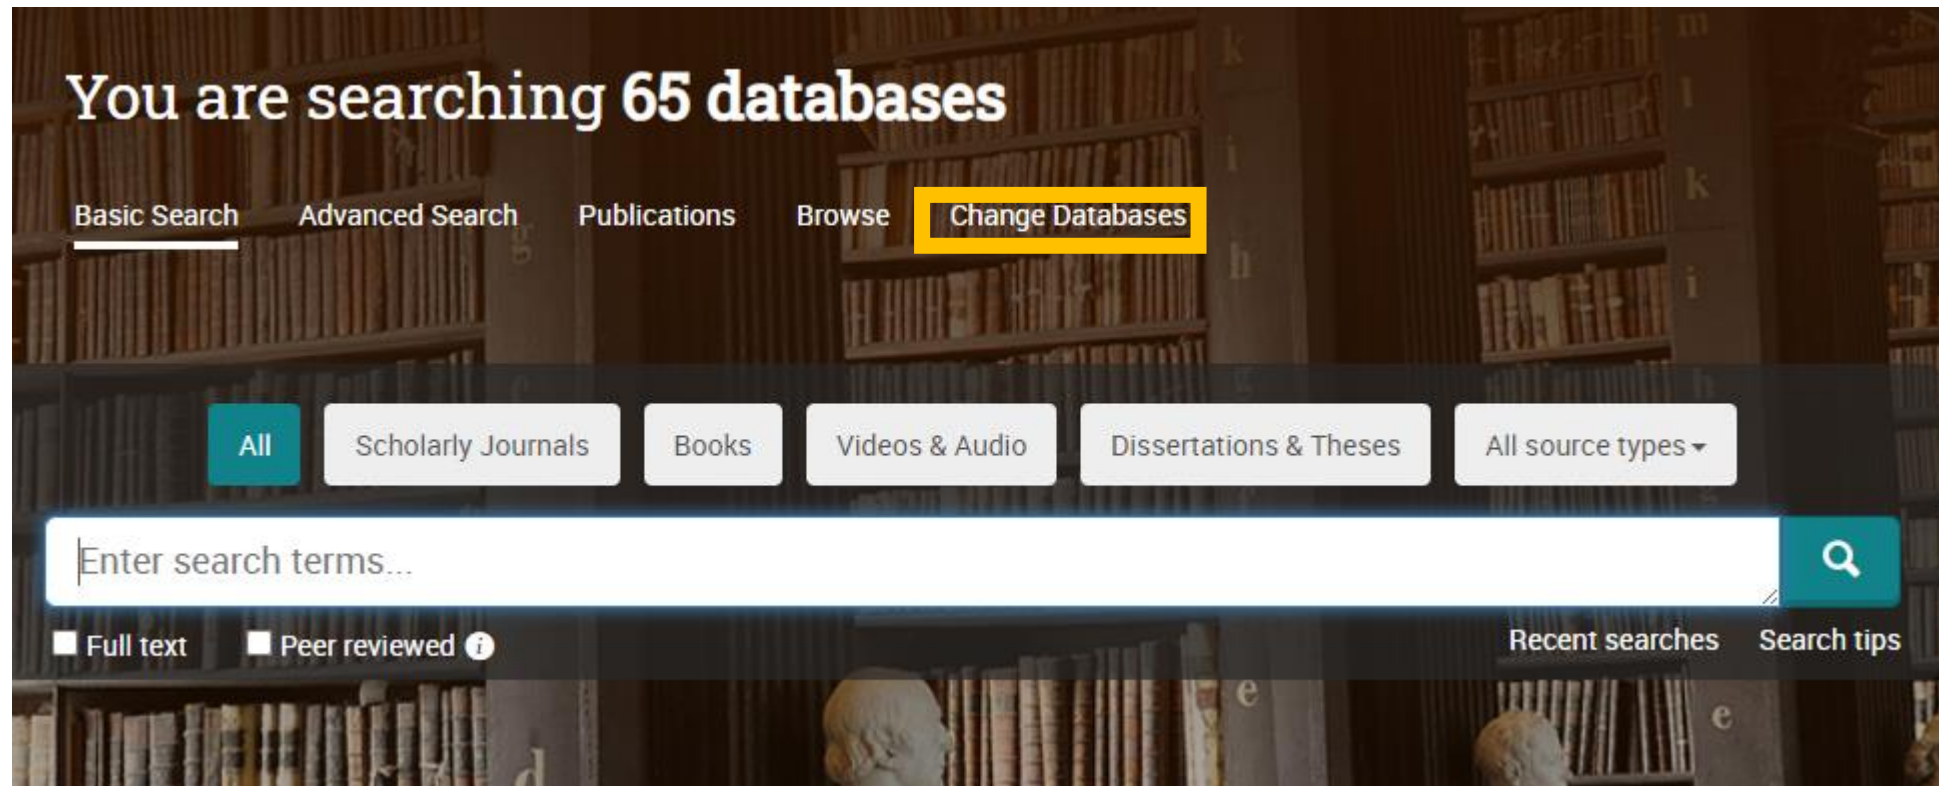 You are searching 65 databases
Basic Search Advanced Search Publications Browse Change Databases
All Scholarly Journals Books Videos & Audio Dissertations & Theses All source types
Enter search terms...
Full text Peer reviewed i Recent searches Search tips